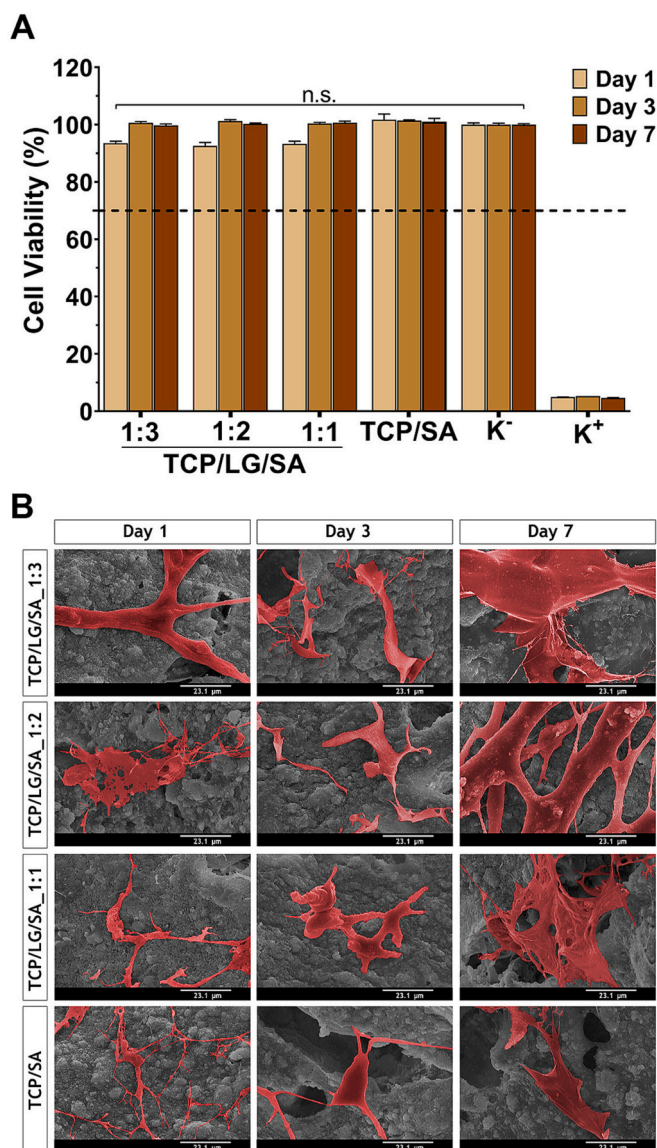 A
120
100
80
60
40
20
0
Cell Viability (%)
n.s.
Day 1
Day 3
Day 7
1:3 1:2 1:1 TCP/SA K⁻ K⁺
TCP/LG/SA
B
Day 1 Day 3 Day 7
TCP/LG/SA_1:3
23.1 µm 23.1 µm 23.1 µm
TCP/LG/SA_1:2
23.1 µm 23.1 µm 23.1 µm
TCP/LG/SA_1:1
23.1 µm 23.1 µm 23.1 µm
TCP/SA
23.1 µm 23.1 µm 23.1 µm